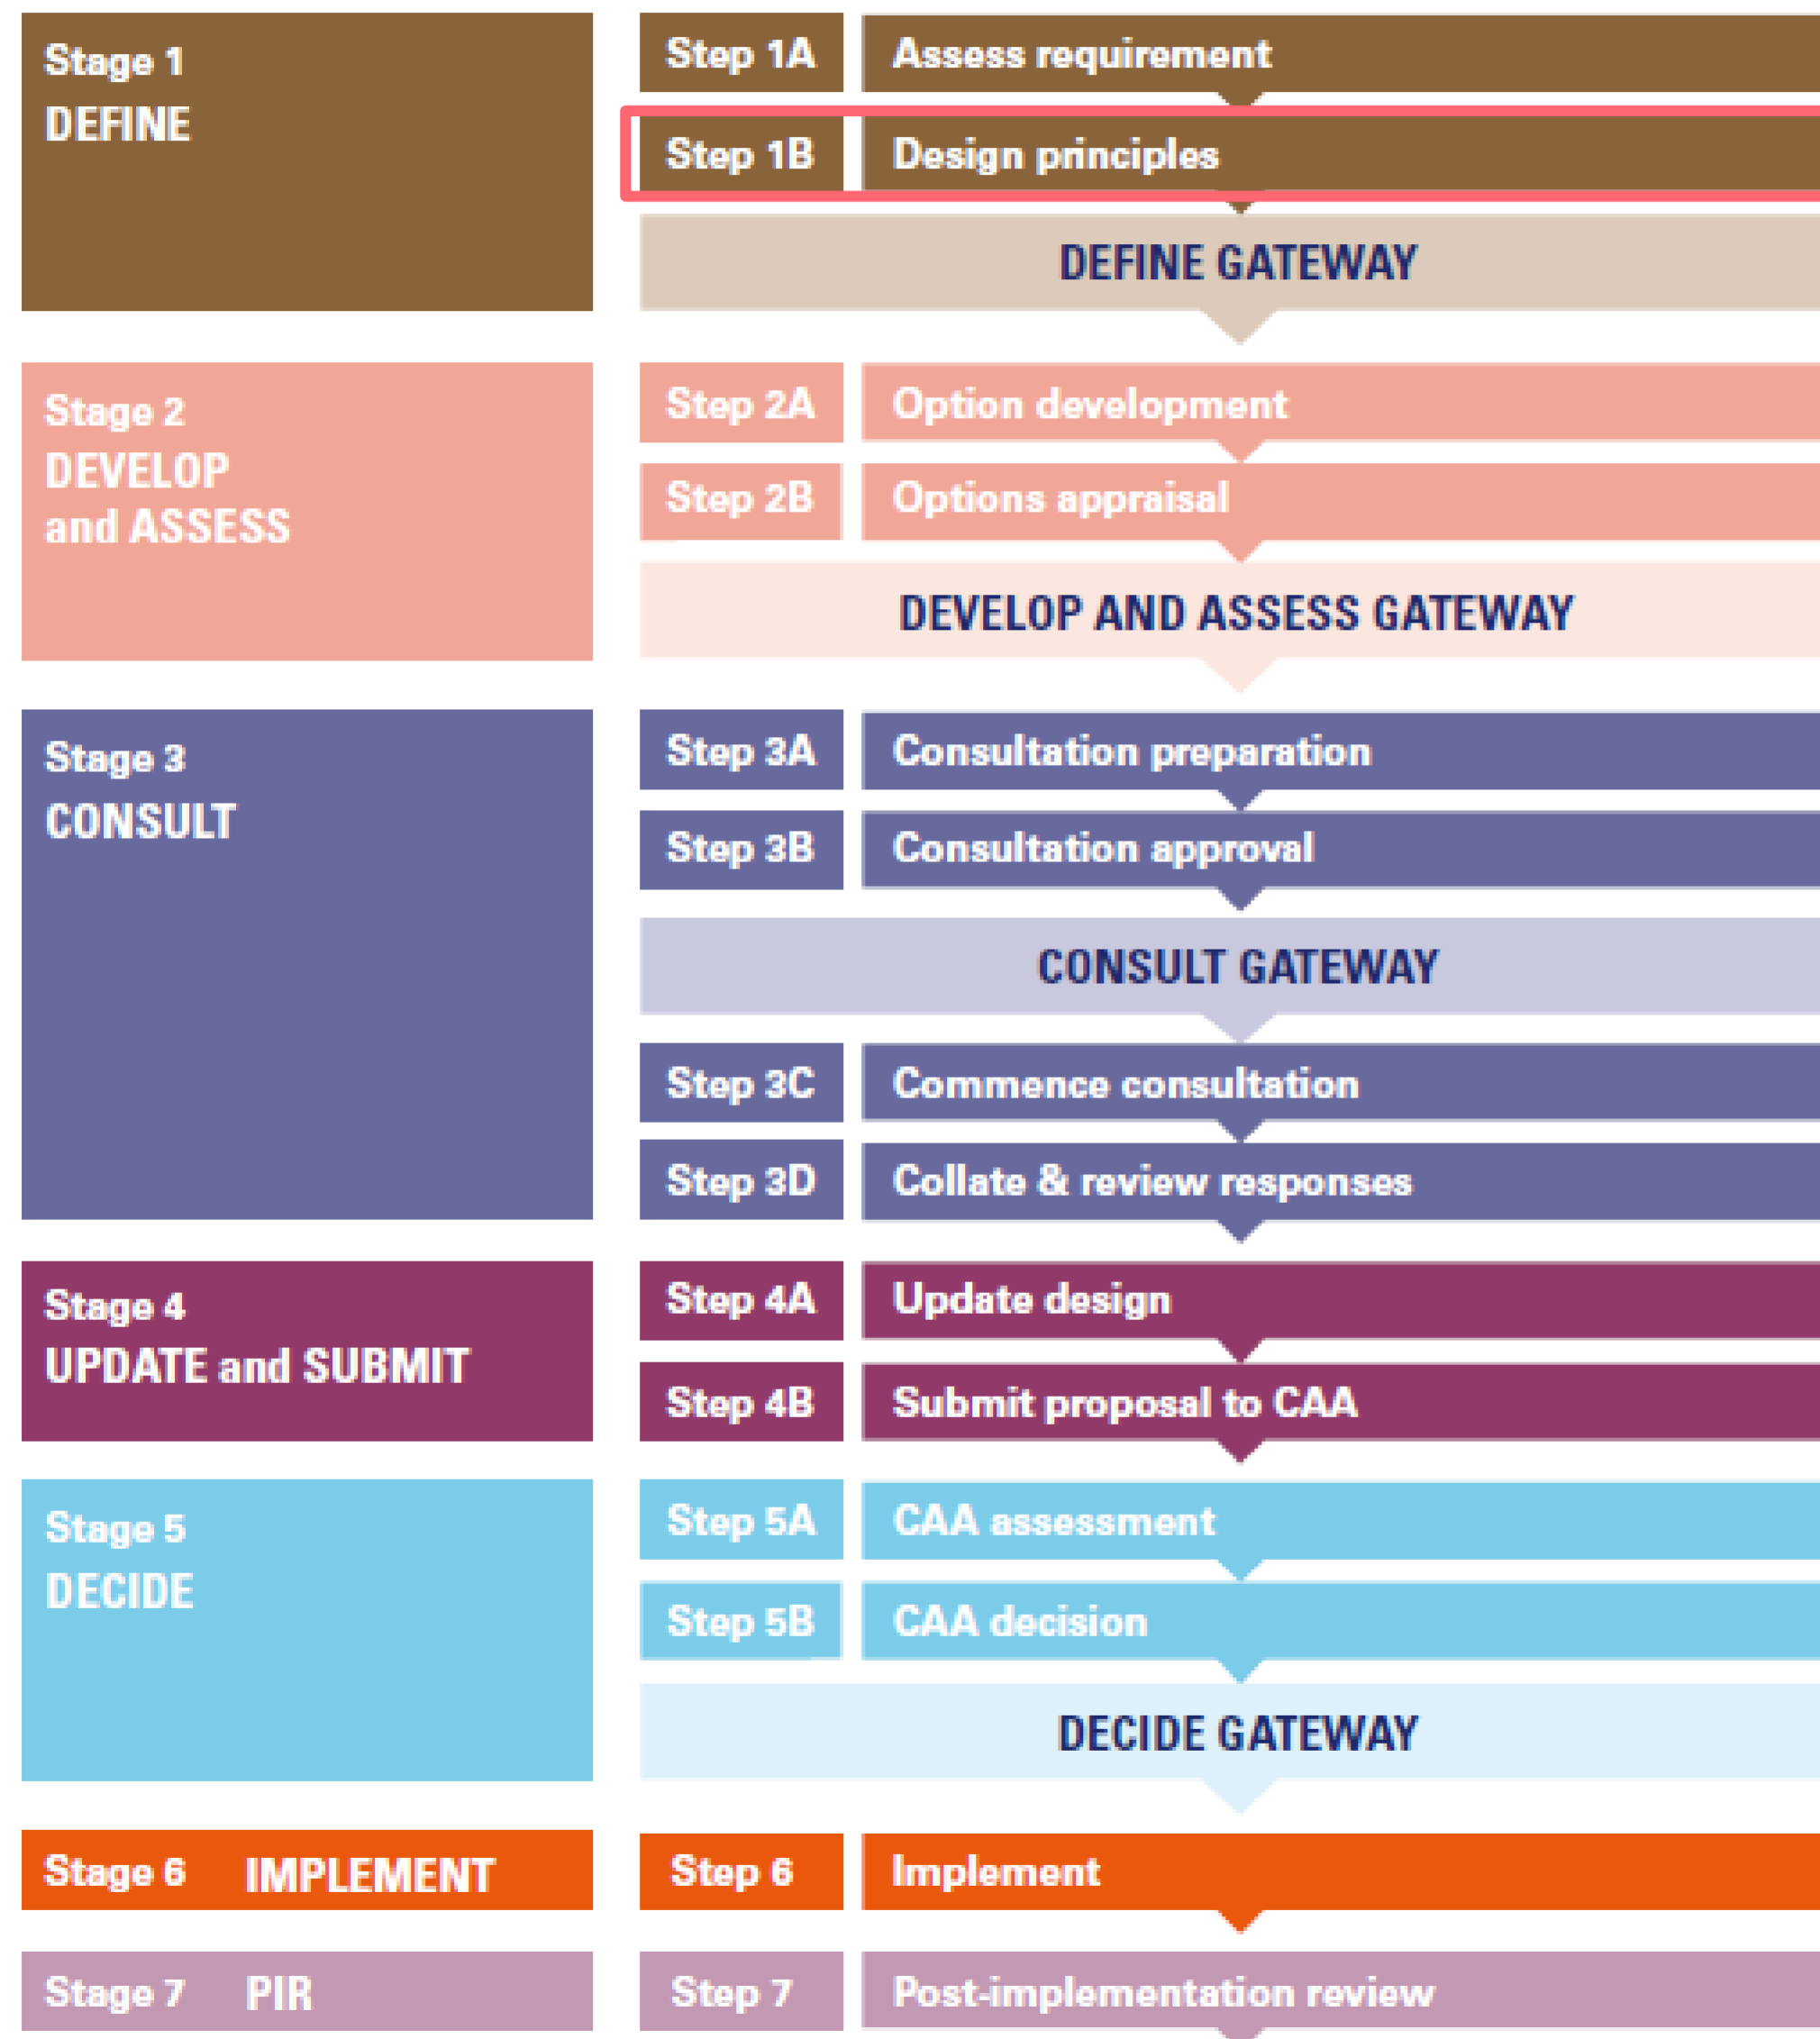 Stage 1
DEFINE
Step 1A Assess requirement
Step 1B Design principles
DEFINE GATEWAY
Stage 2
DEVELOP
and ASSESS
Step 2A Option development
Step 2B Options appraisal
DEVELOP AND ASSESS GATEWAY
Stage 3
CONSULT
Step 3A Consultation preparation
Step 3B Consultation approval
CONSULT GATEWAY
Step 3C Commence consultation
Step 3D Collate & review responses
Stage 4
UPDATE and SUBMIT
Step 4A Update design
Step 4B Submit proposal to CAA
Stage 5
DECIDE
Step 5A CAA assessment
Step 5B CAA decision
DECIDE GATEWAY
Stage 6 IMPLEMENT
Step 6 Implement
Stage 7 PIR
Step 7 Post-implementation review